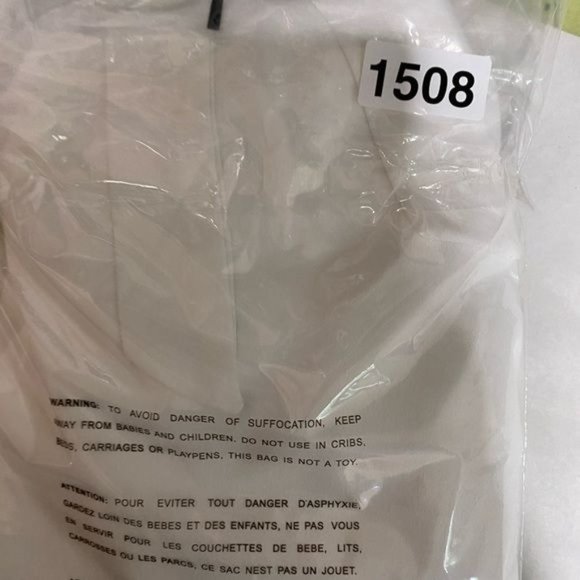 1508
WARNING: TO AVOID DANGER OF SUFFOCATION, KEEP
AWAY FROM BABIES AND CHILDREN. DO NOT USE IN CRIBS,
BEDS, CARRIAGES OR PLAYPENS. THIS BAG IS NOT A TOY.
ATTENTION: POUR EVITER TOUT DANGER D'ASPHYXIE,
GARDEZ LOIN DES BEBES ET DES ENFANTS, NE PAS VOUS
EN SERVIR POUR LES COUCHETTES DE BEBE, LITS,
CARROSSES OU LES PARCS, CE SAC NEST PAS UN JOUET.